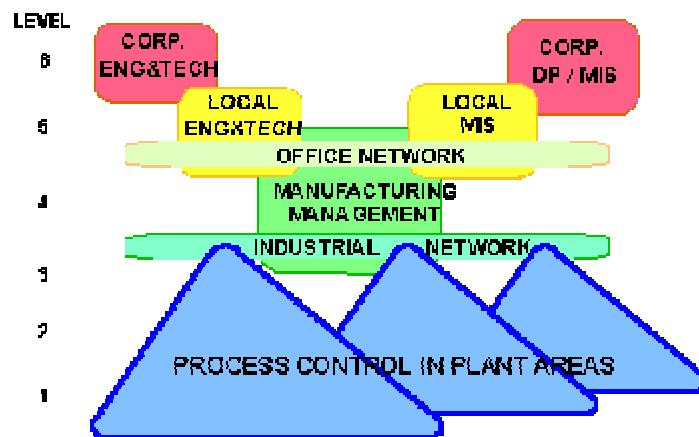 LEVEL
6
5
4
3
2
1
CORP.
ENG&TECH
CORP.
DP / MIS
LOCAL
ENG&TECH
LOCAL
MIS
OFFICE NETWORK
MANUFACTURING
MANAGEMENT
INDUSTRIAL NETWORK
PROCESS CONTROL IN PLANT AREAS